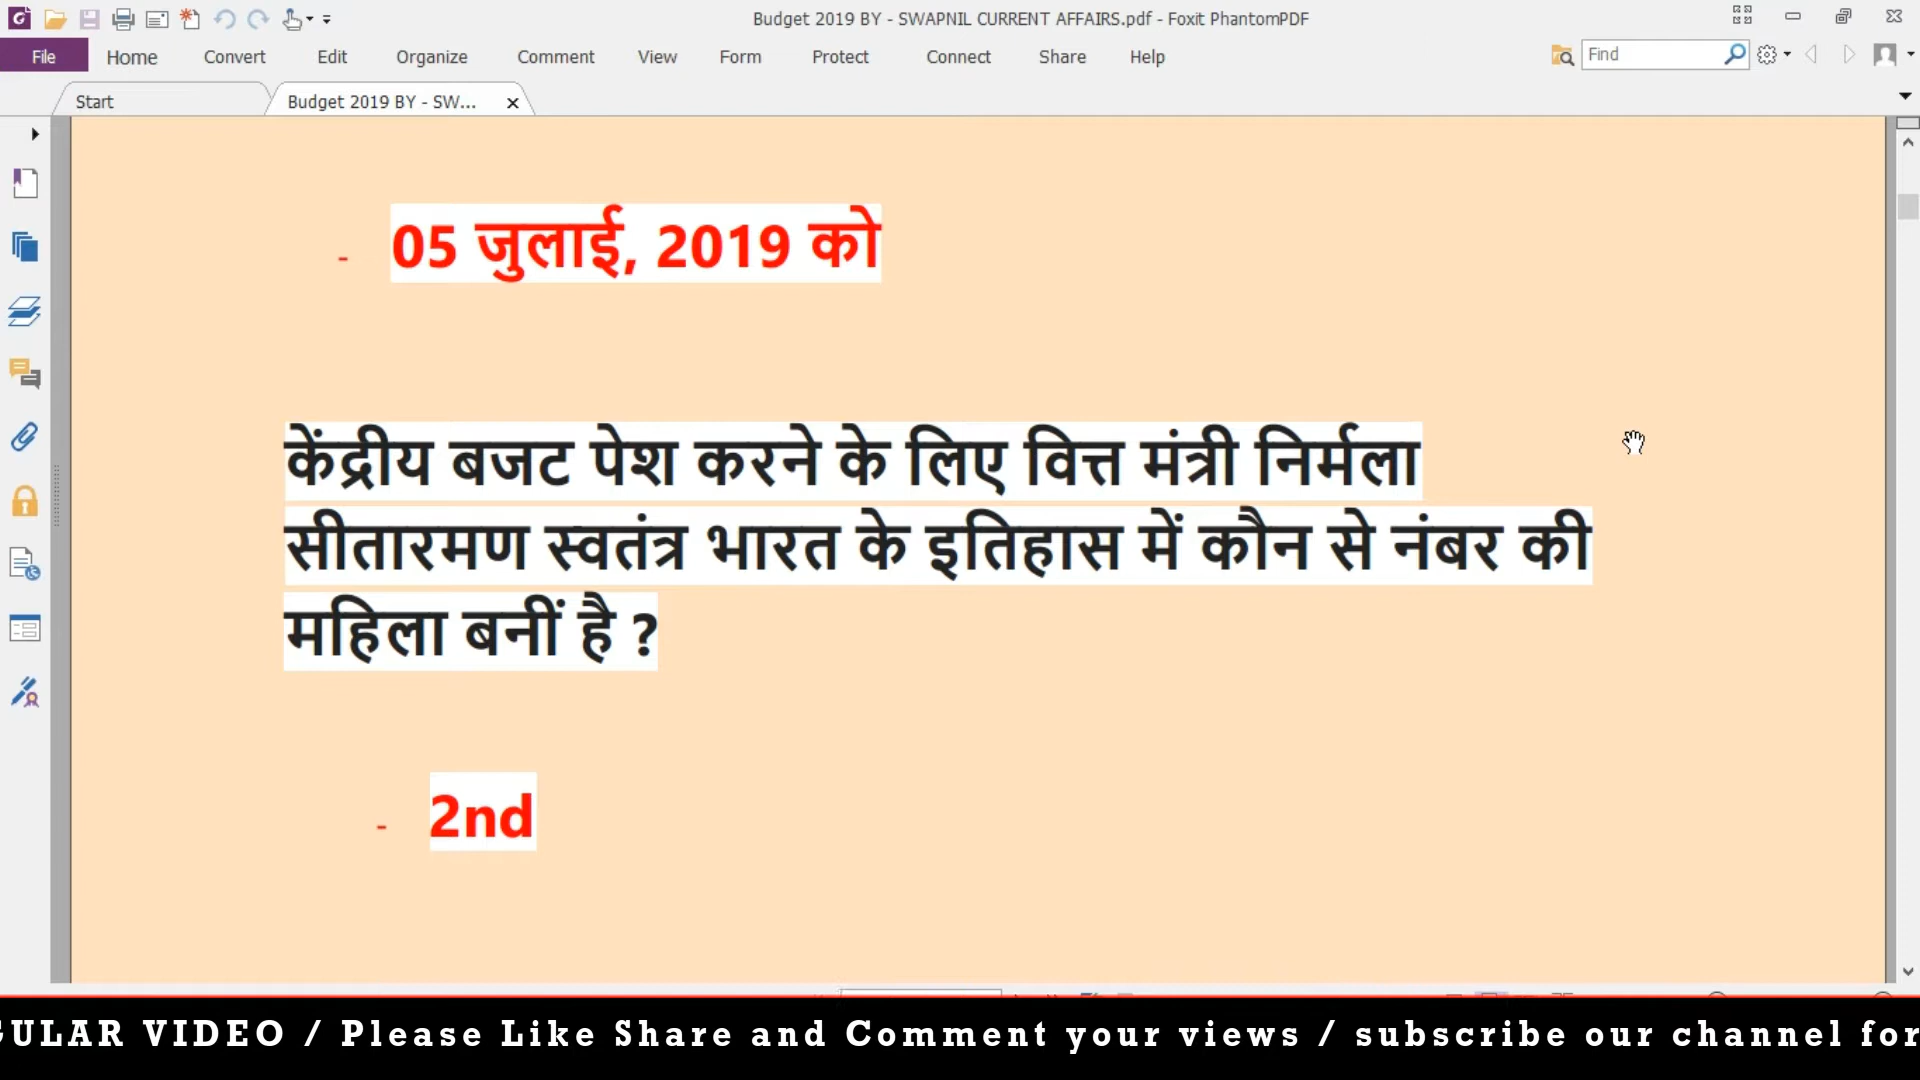 Budget 2019 BY - SWAPNIL CURRENT AFFAIRS.pdf - Foxit PhantomPDF
File Home Convert Edit Organize Comment View Form Protect Connect Share Help Find
Start Budget 2019 BY - SW...
- 05 जुलाई, 2019 को
केंद्रीय बजट पेश करने के लिए वित्त मंत्री निर्मला
सीतारमण स्वतंत्र भारत के इतिहास में कौन से नंबर की
महिला बनीं है ?
- 2nd
GULAR VIDEO / Please Like Share and Comment your views / subscribe our channel for